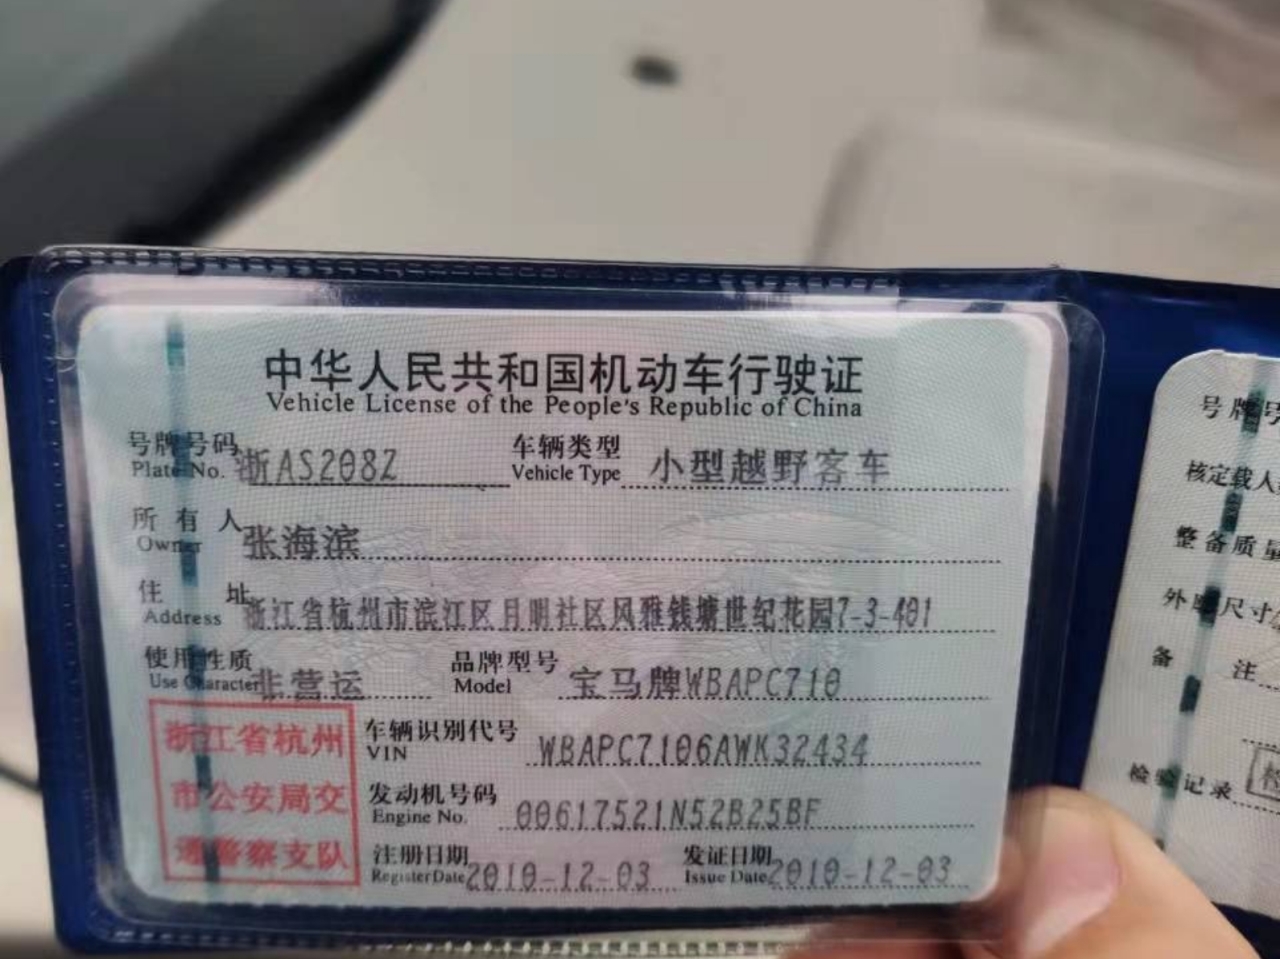 中华人民共和国机动车行驶证
Vehicle License of the People's Republic of China
号牌号码 浙AS208Z 车辆类型 小型越野客车
Plate No. Vehicle Type
所有人 张海滨
Owner
住址 浙江省杭州市滨江区月明社区风雅钱塘世纪花园7-3-401
Address
使用性质 非营运 品牌型号 宝马牌WBAPC710
Use Character Model
浙江省杭州
市公安局交
通警察支队
车辆识别代号 WBAPC7106AWK32434
VIN
发动机号码 00617521N52B25BF
Engine No.
注册日期 2010-12-03 发证日期 2010-12-03
Register Date Issue Date
号牌号
核定载人
整备质量
外廓尺寸
备注
检验记录